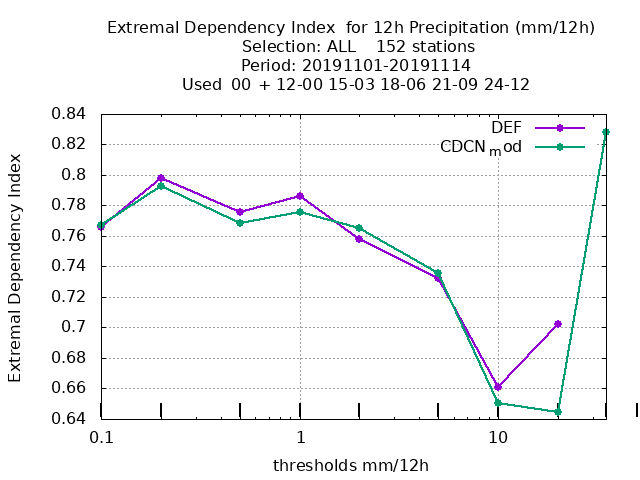 Extremal Dependency Index  for 12h Precipitation (mm/12h)
Selection: ALL    152 stations
Period: 20191101-20191114
Used  00 + 12-00 15-03 18-06 21-09 24-12
DEF
CDCNmod
Extremal Dependency Index
0.84
0.82
0.8
0.78
0.76
0.74
0.72
0.7
0.68
0.66
0.64
0.1 1 10
thresholds mm/12h